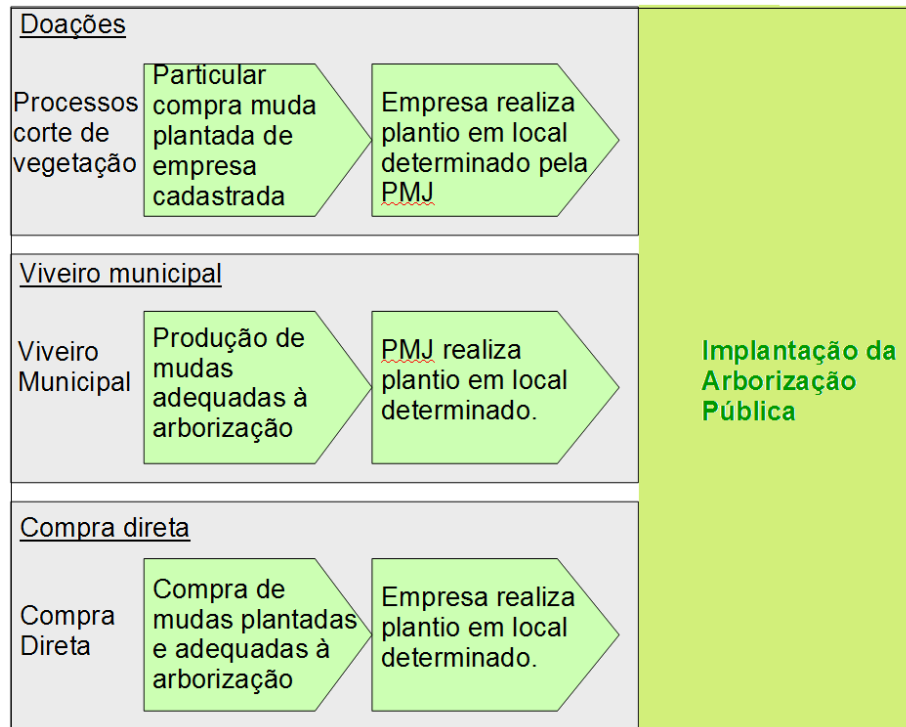 Doações
Processos
corte de
vegetação
Particular
compra muda
plantada de
empresa
cadastrada
Empresa realiza
plantio em local
determinado pela
PMJ
Viveiro municipal
Viveiro
Municipal
Produção de
mudas
adequadas à
arborização
PMJ realiza
plantio em local
determinado.
Compra direta
Compra
Direta
Compra de
mudas plantadas
e adequadas à
arborização
Empresa realiza
plantio em local
determinado.
Implantação da
Arborização
Pública